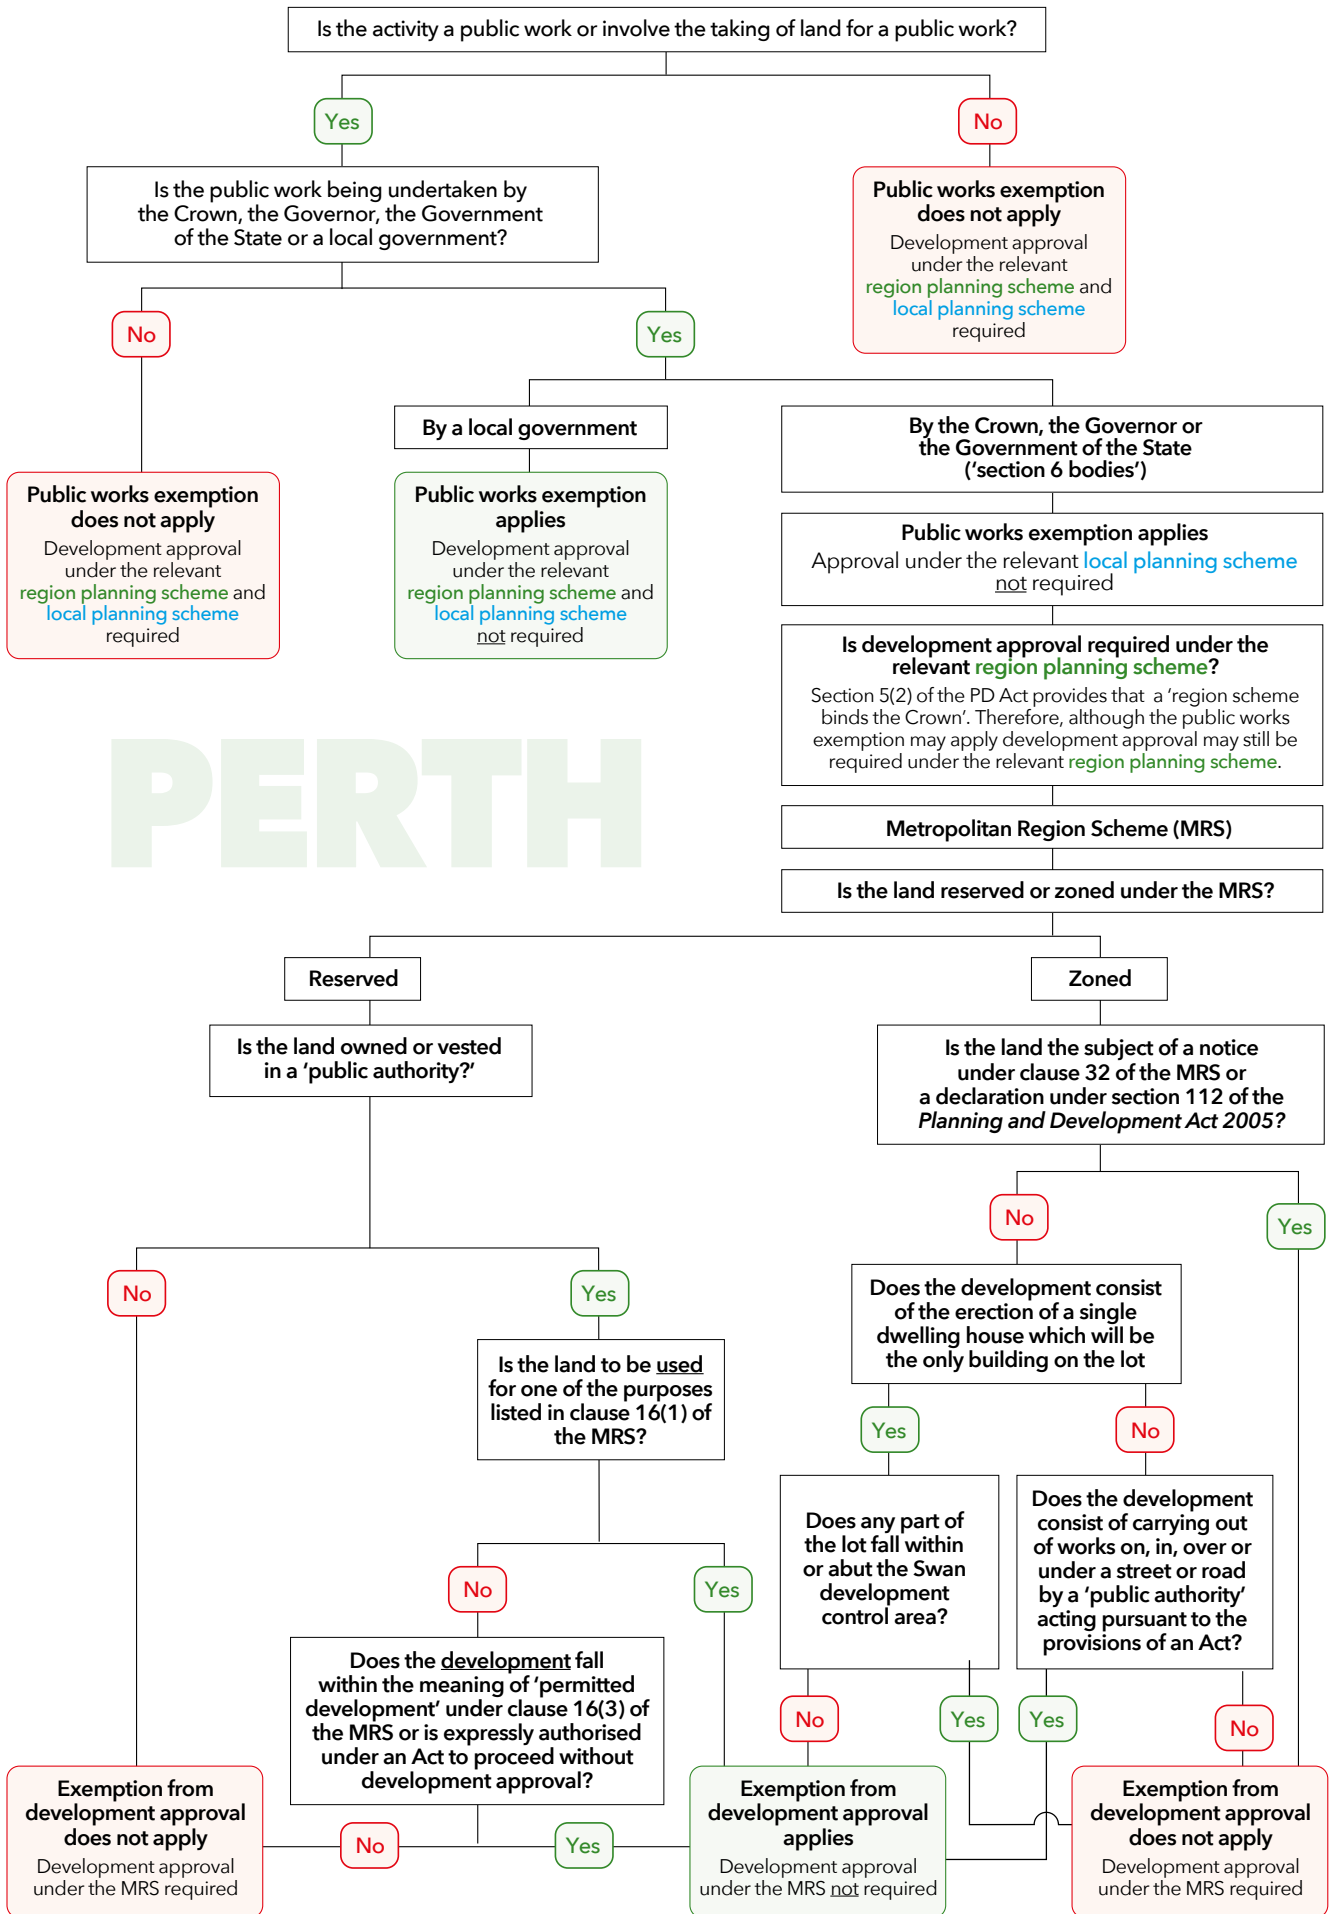 Is the activity a public work or involve the taking of land for a public work?
Yes
No
Is the public work being undertaken by
the Crown, the Governor, the Government
of the State or a local government?
Public works exemption
does not apply
Development approval
under the relevant
region planning scheme and
local planning scheme
required
No
Yes
By a local government
By the Crown, the Governor or
the Government of the State
(‘section 6 bodies’)
Public works exemption
does not apply
Development approval
under the relevant
region planning scheme and
local planning scheme
required
Public works exemption
applies
Development approval
under the relevant
region planning scheme and
local planning scheme
not required
Public works exemption applies
Approval under the relevant local planning scheme
not required
Is development approval required under the
relevant region planning scheme?
Section 5(2) of the PD Act provides that a ‘region scheme
binds the Crown’. Therefore, although the public works
exemption may apply development approval may still be
required under the relevant region planning scheme.
PERTH
Metropolitan Region Scheme (MRS)
Is the land reserved or zoned under the MRS?
Reserved
Zoned
Is the land owned or vested
in a ‘public authority?’
Is the land the subject of a notice
under clause 32 of the MRS or
a declaration under section 112 of the
Planning and Development Act 2005?
No
Yes
No
Yes
Does the development consist
of the erection of a single
dwelling house which will be
the only building on the lot
Is the land to be used
for one of the purposes
listed in clause 16(1) of
the MRS?
Yes
No
Does any part of
the lot fall within
or abut the Swan
development
control area?
Does the development
consist of carrying out
of works on, in, over or
under a street or road
by a ‘public authority’
acting pursuant to the
provisions of an Act?
No
Yes
Does the development fall
within the meaning of ‘permitted
development’ under clause 16(3) of
the MRS or is expressly authorised
under an Act to proceed without
development approval?
No
Yes
Yes
No
Exemption from
development approval
does not apply
Development approval
under the MRS required
No
Yes
Exemption from
development approval
applies
Development approval
under the MRS not required
Exemption from
development approval
does not apply
Development approval
under the MRS required